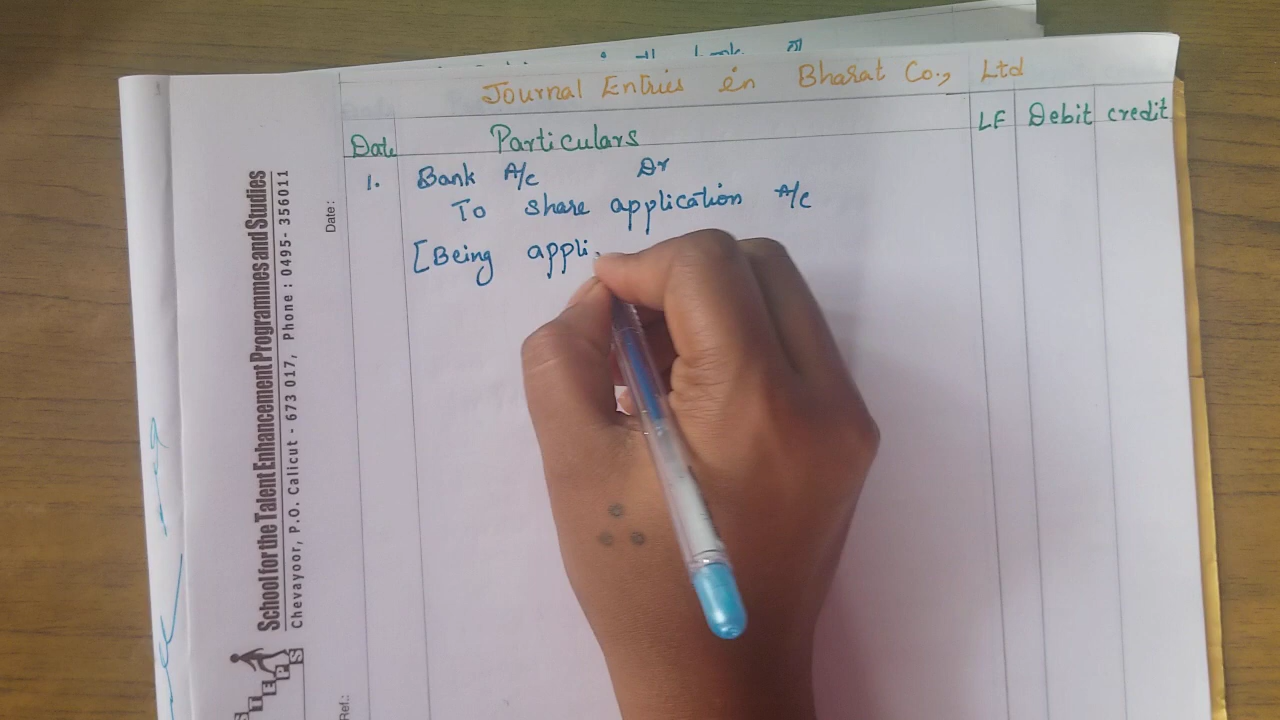 Journal Entries in Bharat Co., Ltd
Date Particulars LF Debit credit
1. Bank A/c Dr
To share application A/c
[Being appli
School for the Talent Enhancement Programmes and Studies
Chevayoor, P.O. Calicut - 673 017, Phone : 0495- 356011
STEPS
Date :
Ref.: